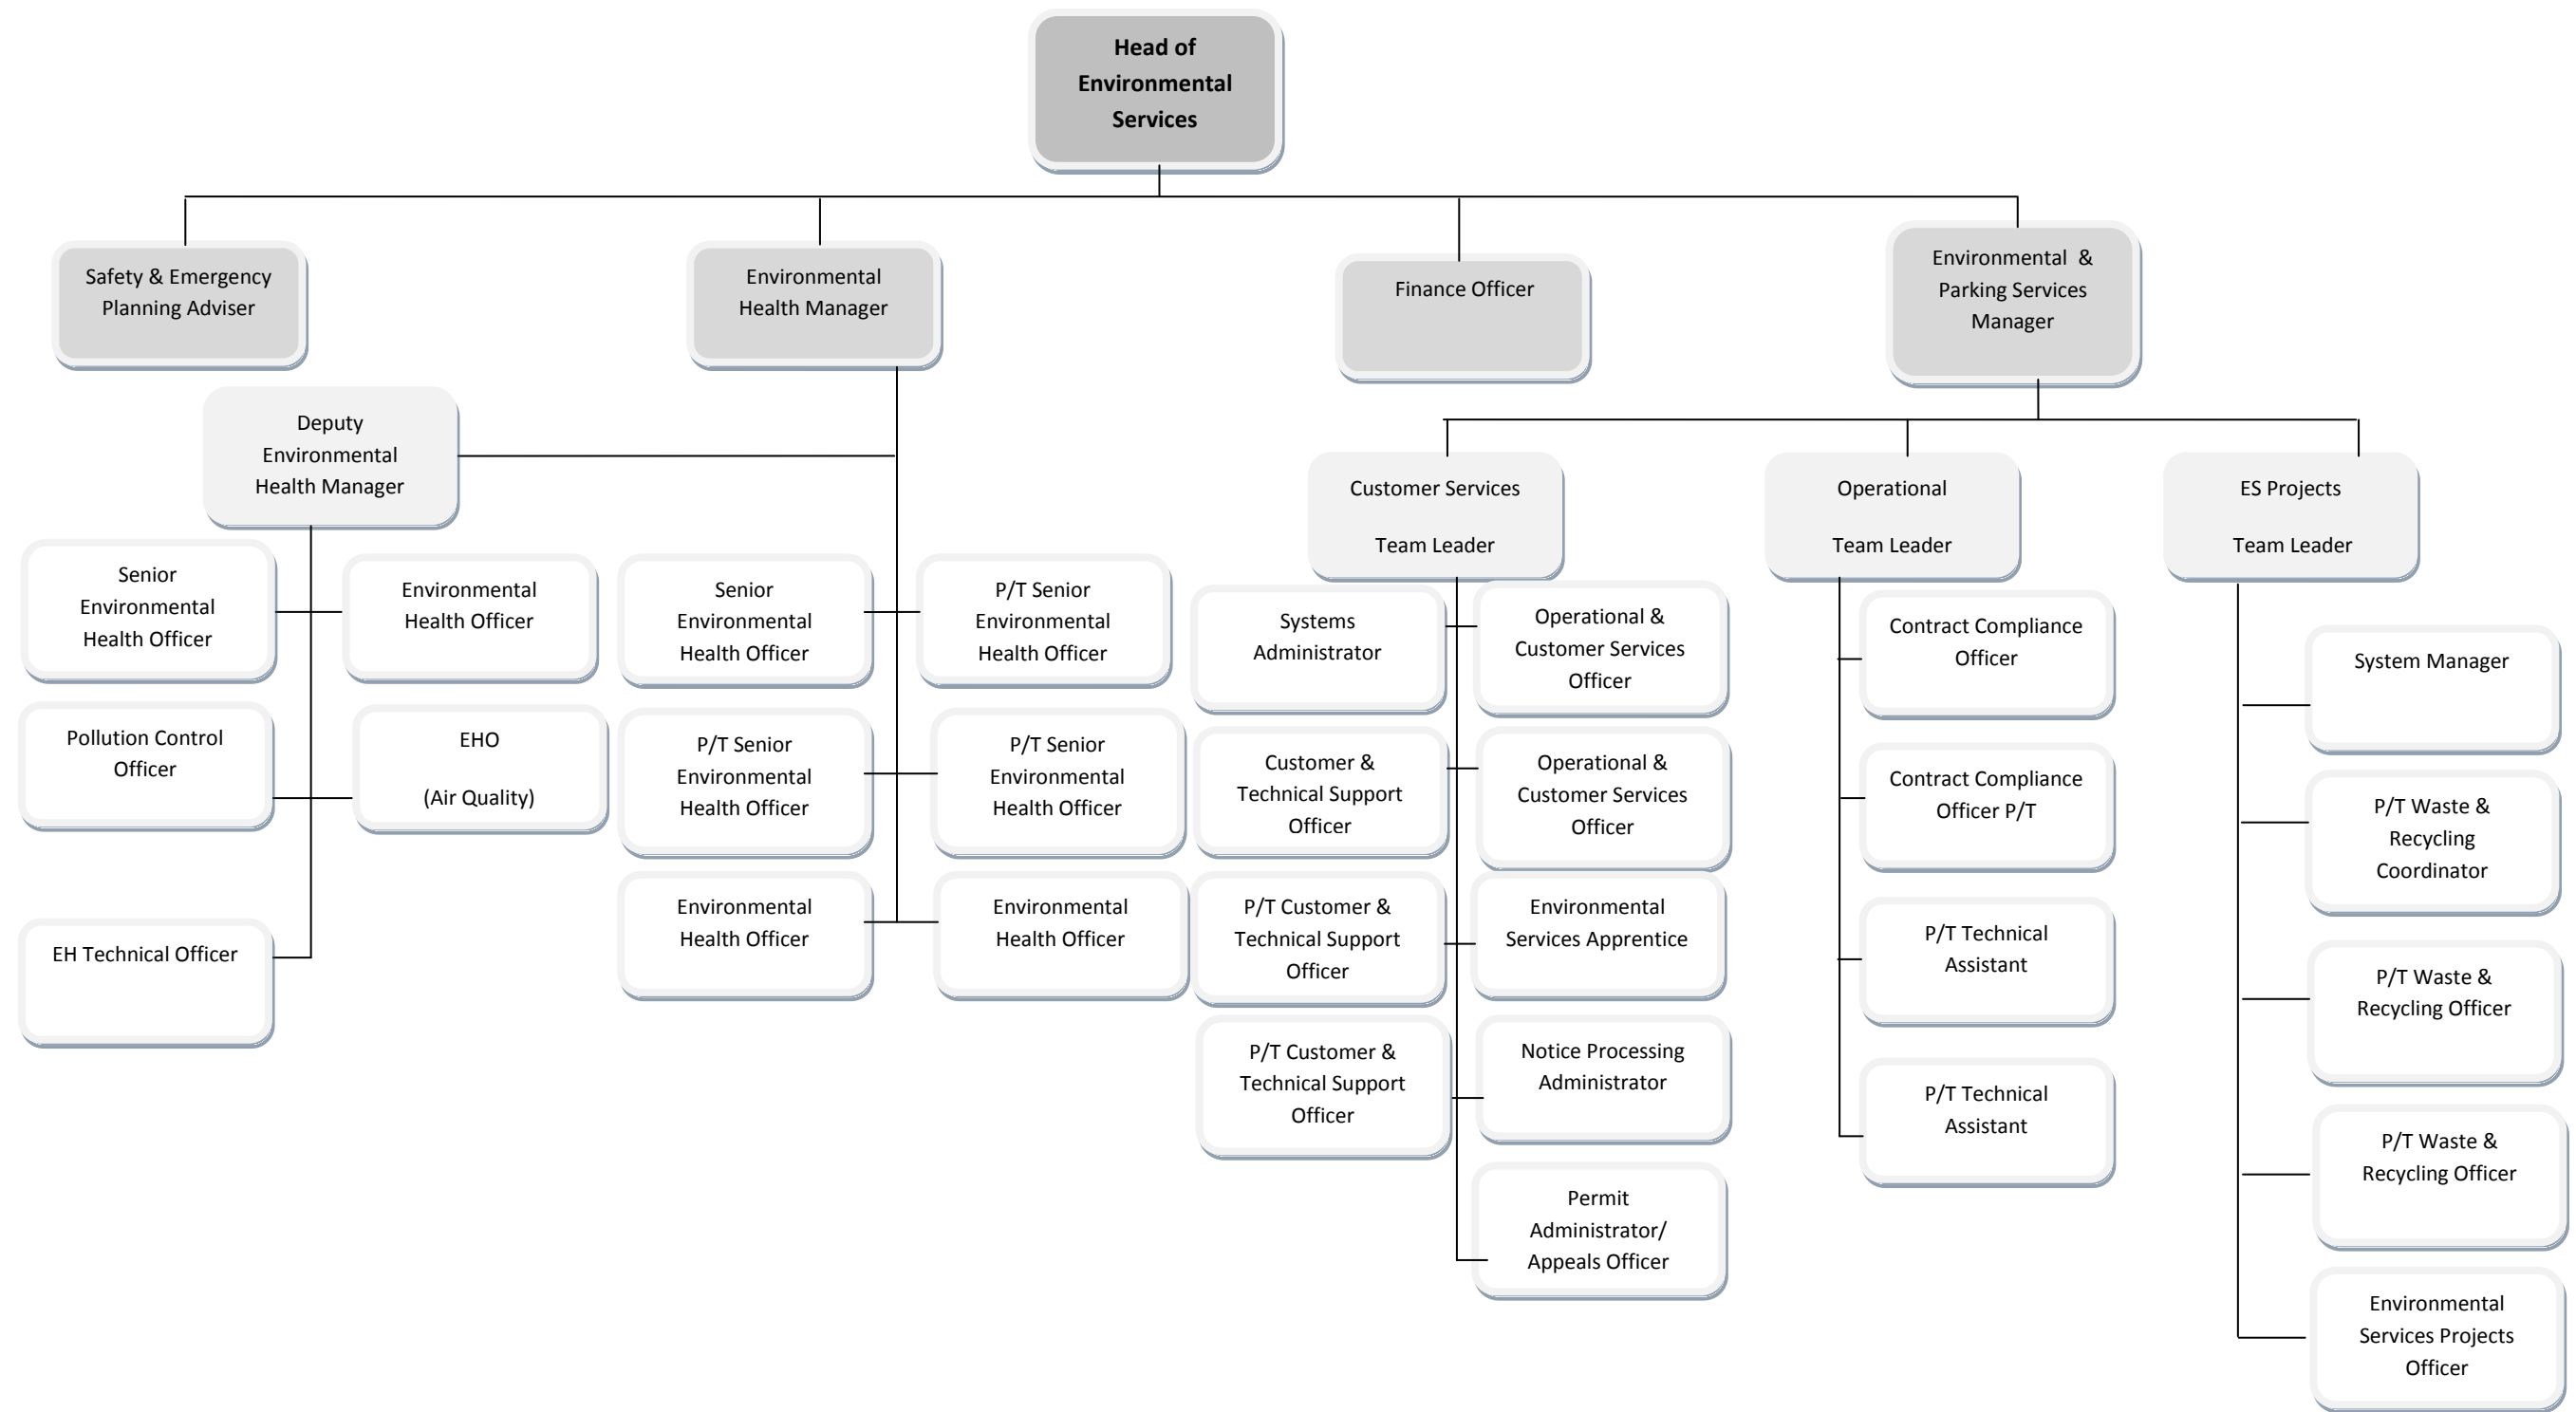 Head of
Environmental
Services
Safety & Emergency
Planning Adviser
Environmental
Health Manager
Finance Officer
Environmental &
Parking Services
Manager
Deputy
Environmental
Health Manager
Customer Services
Team Leader
Operational
Team Leader
ES Projects
Team Leader
Senior
Environmental
Health Officer
Environmental
Health Officer
Pollution Control
Officer
EHO
(Air Quality)
EH Technical Officer
Senior
Environmental
Health Officer
P/T Senior
Environmental
Health Officer
P/T Senior
Environmental
Health Officer
P/T Senior
Environmental
Health Officer
Environmental
Health Officer
Environmental
Health Officer
Systems
Administrator
Operational &
Customer Services
Officer
Customer &
Technical Support
Officer
Operational &
Customer Services
Officer
P/T Customer &
Technical Support
Officer
Environmental
Services Apprentice
P/T Customer &
Technical Support
Officer
Notice Processing
Administrator
Permit
Administrator/
Appeals Officer
Contract Compliance
Officer
Contract Compliance
Officer P/T
P/T Technical
Assistant
P/T Technical
Assistant
System Manager
P/T Waste &
Recycling
Coordinator
P/T Waste &
Recycling Officer
P/T Waste &
Recycling Officer
Environmental
Services Projects
Officer